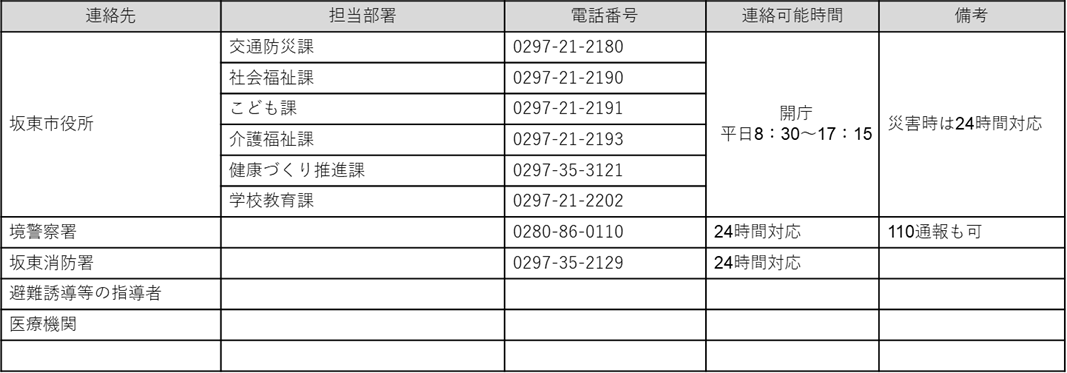 連絡先 担当部署 電話番号 連絡可能時間 備考
坂東市役所 交通防災課 0297-21-2180 開庁 平日8：30～17：15 災害時は24時間対応
社会福祉課 0297-21-2190
こども課 0297-21-2191
介護福祉課 0297-21-2193
健康づくり推進課 0297-35-3121
学校教育課 0297-21-2202
境警察署 0280-86-0110 24時間対応 110通報も可
坂東消防署 0297-35-2129 24時間対応
避難誘導等の指導者
医療機関